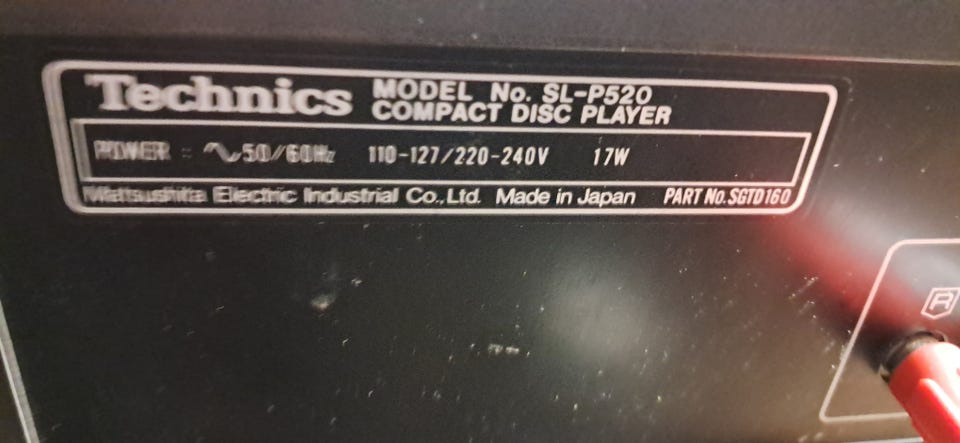 Technics MODEL No. SL-P520
COMPACT DISC PLAYER
POWER : ∿50/60Hz 110-127/220-240V 17W
Matsushita Electric Industrial Co.,Ltd. Made in Japan PART No.SGTD160
R